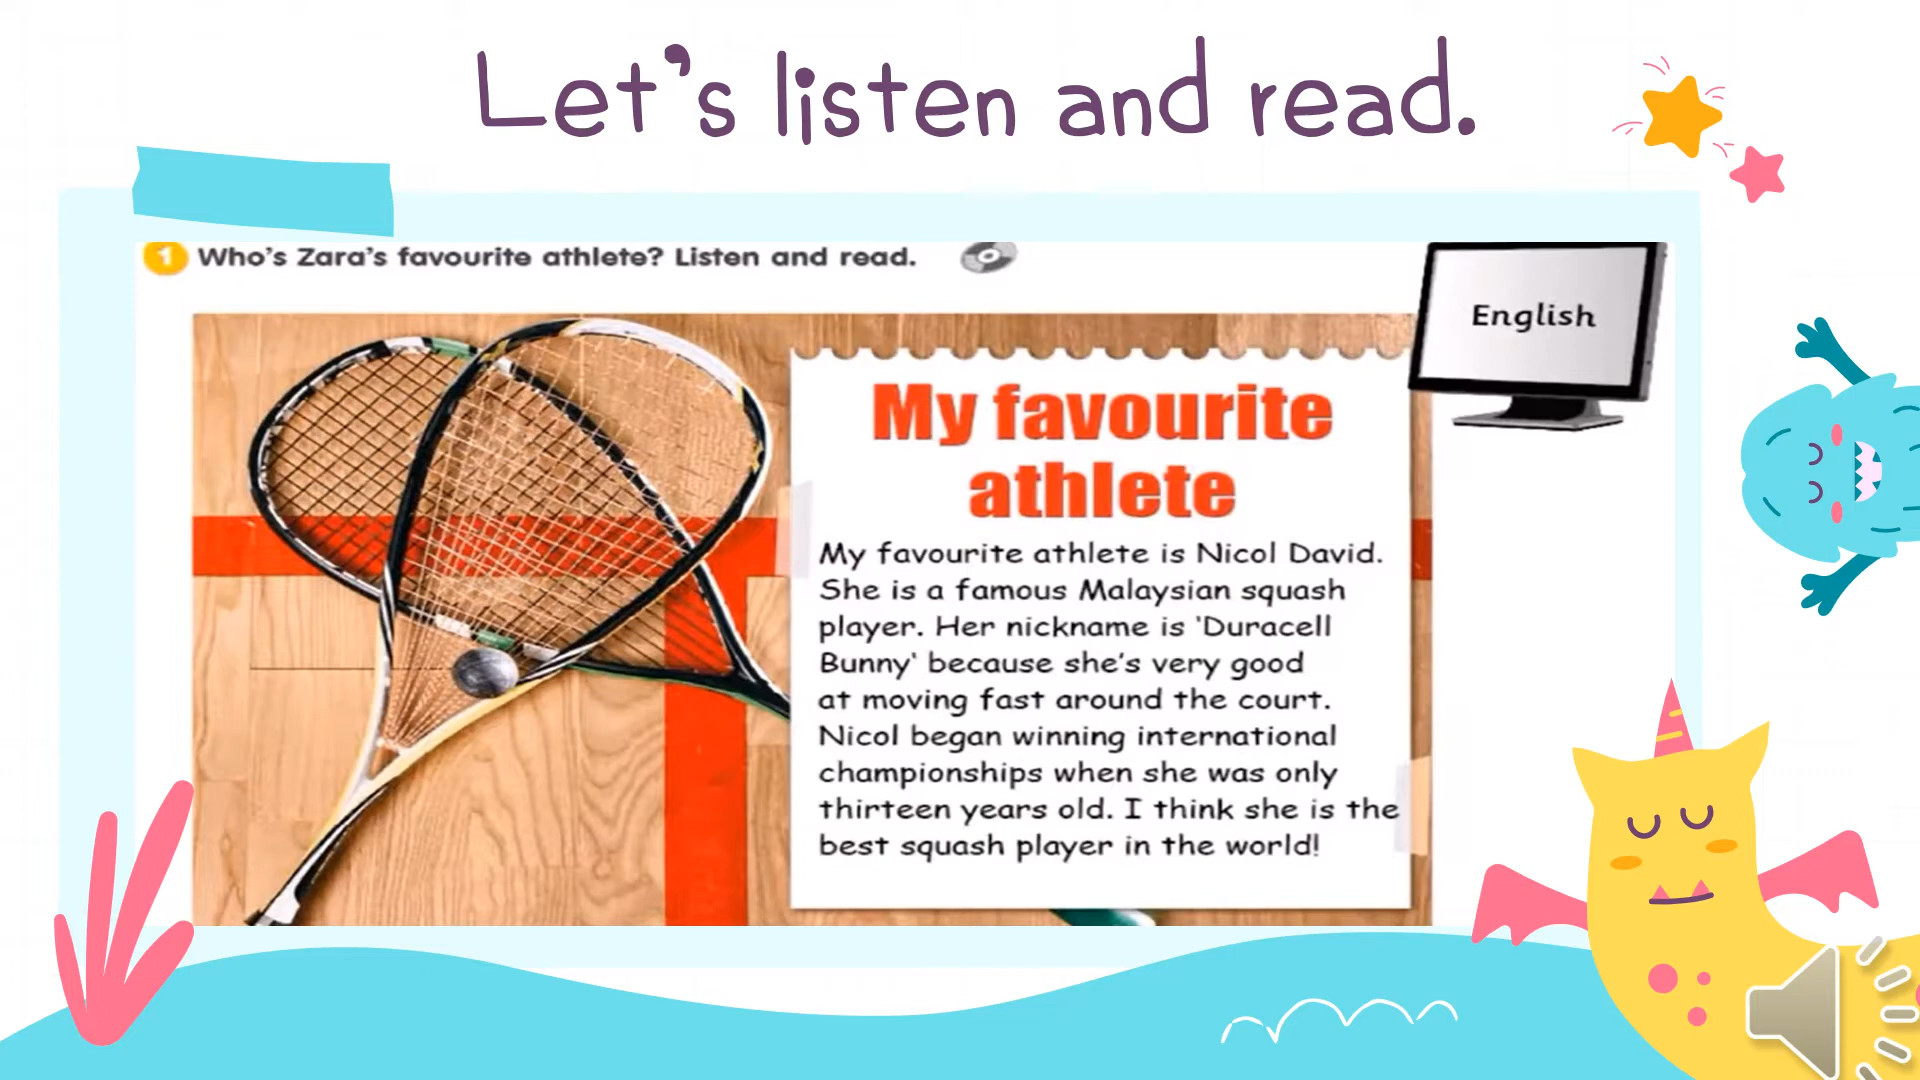 Let's listen and read.
1 Who's Zara's favourite athlete? Listen and read.
English
My favourite
athlete
My favourite athlete is Nicol David.
She is a famous Malaysian squash
player. Her nickname is 'Duracell
Bunny' because she's very good
at moving fast around the court.
Nicol began winning international
championships when she was only
thirteen years old. I think she is the
best squash player in the world!